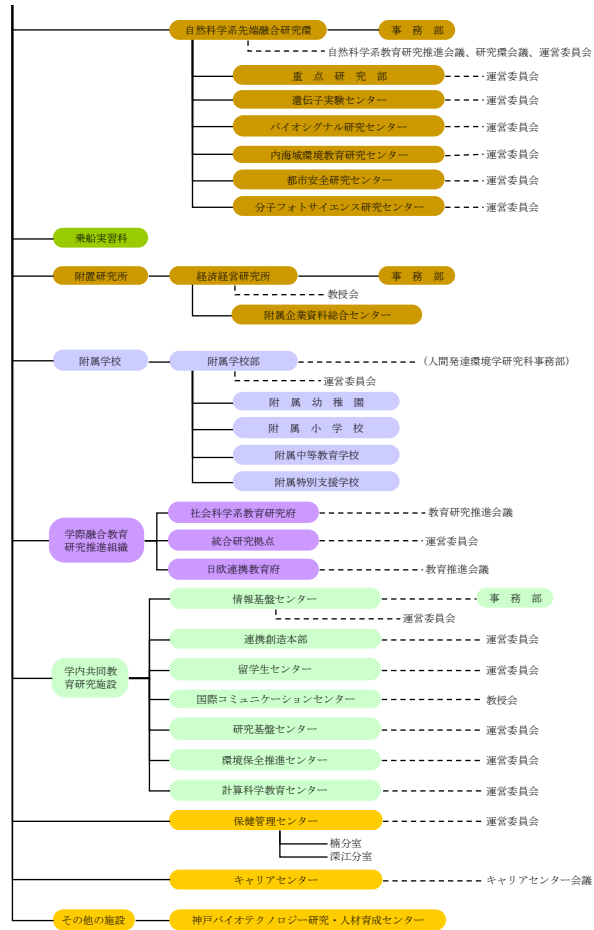 自然科学系先端融合研究環 事　務　部
自然科学系教育研究推進会議、研究環会議、運営委員会
重　点　研　究　部 運営委員会
遺伝子実験センター 運営委員会
バイオシグナル研究センター 運営委員会
内海域環境教育研究センター 運営委員会
都市安全研究センター 運営委員会
分子フォトサイエンス研究センター 運営委員会
乗船実習科
附置研究所 経済経営研究所 事　務　部
教授会
附属企業資料総合センター
附属学校 附属学校部 （人間発達環境学研究科事務部）
運営委員会
附　属　幼　稚　園
附　属　小　学　校
附属中等教育学校
附属特別支援学校
学際融合教育
研究推進組織
社会科学系教育研究府 教育研究推進会議
統合研究拠点 運営委員会
日欧連携教育府 教育推進会議
学内共同教
育研究施設
情報基盤センター 事　務　部
運営委員会
連携創造本部 運営委員会
留学生センター 運営委員会
国際コミュニケーションセンター 教授会
研究基盤センター 運営委員会
環境保全推進センター 運営委員会
計算科学教育センター 運営委員会
保健管理センター 運営委員会
楠分室
深江分室
キャリアセンター キャリアセンター会議
その他の施設 神戸バイオテクノロジー研究・人材育成センター